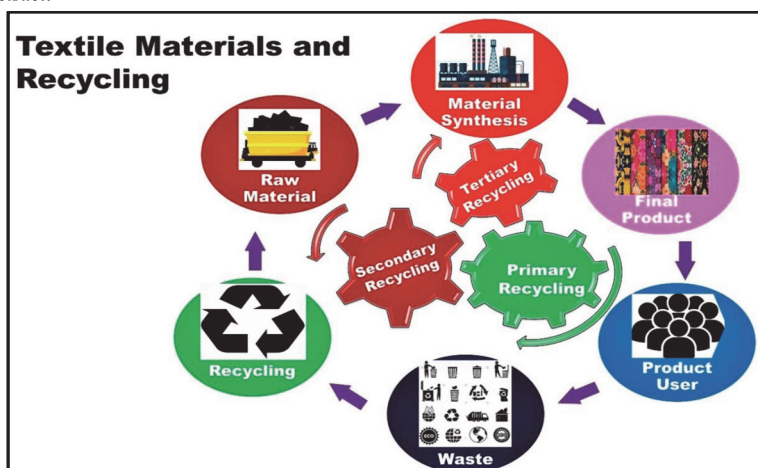 Textile Materials and
Recycling
Material
Synthesis
Raw
Material
Tertiary
Recycling
Final
Product
Secondary
Recycling
Primary
Recycling
Recycling
Product
User
Waste
ECO